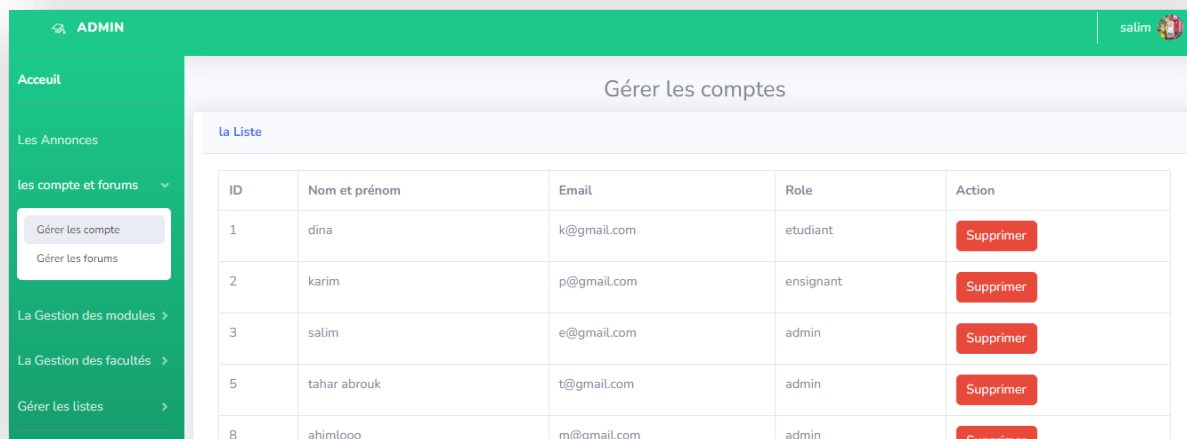 ADMIN
salim
Acceuil
Gérer les comptes
Les Annonces
la Liste
les compte et forums
Gérer les compte
Gérer les forums
La Gestion des modules
La Gestion des facultés
Gérer les listes
ID Nom et prénom Email Role Action
1 dina k@gmail.com etudiant Supprimer
2 karim p@gmail.com ensignant Supprimer
3 salim e@gmail.com admin Supprimer
5 tahar abrouk t@gmail.com admin Supprimer
8 ahimlooo m@gmail.com admin Supprimer